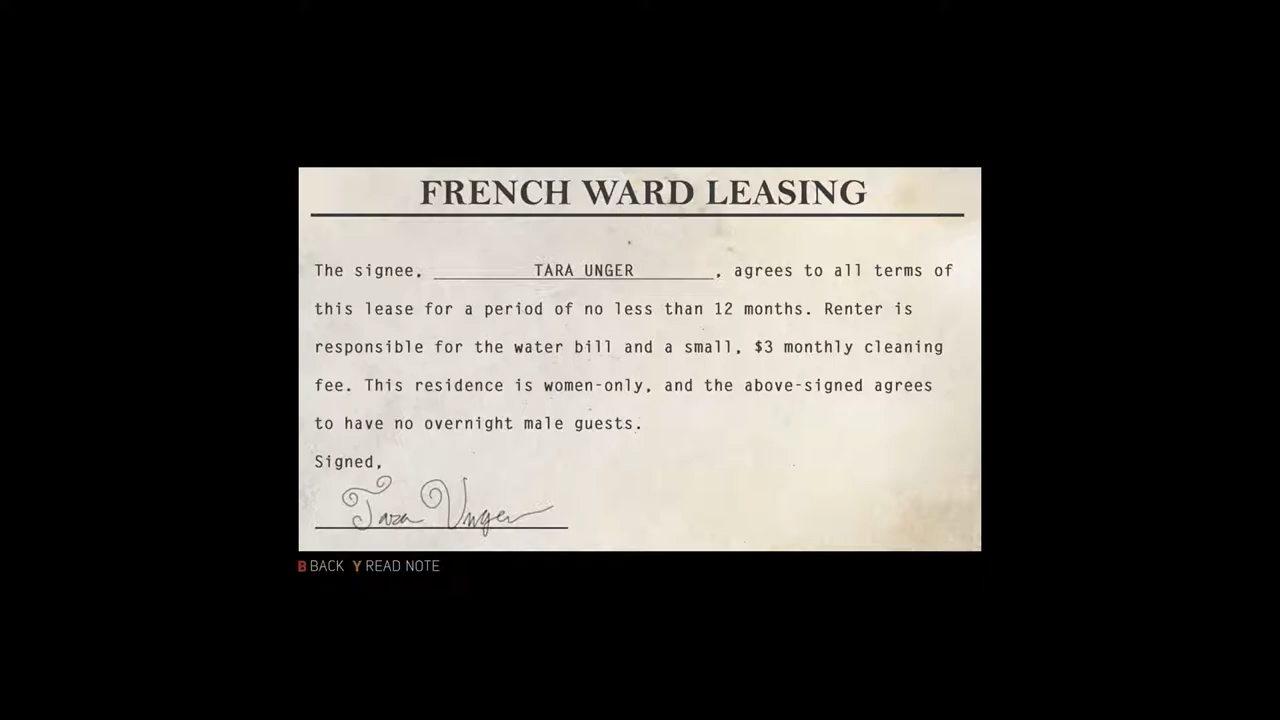 FRENCH WARD LEASING
The signee, TARA UNGER, agrees to all terms of
this lease for a period of no less than 12 months. Renter is
responsible for the water bill and a small, $3 monthly cleaning
fee. This residence is women-only, and the above-signed agrees
to have no overnight male guests.
Signed,
Tara Unger
B BACK Y READ NOTE